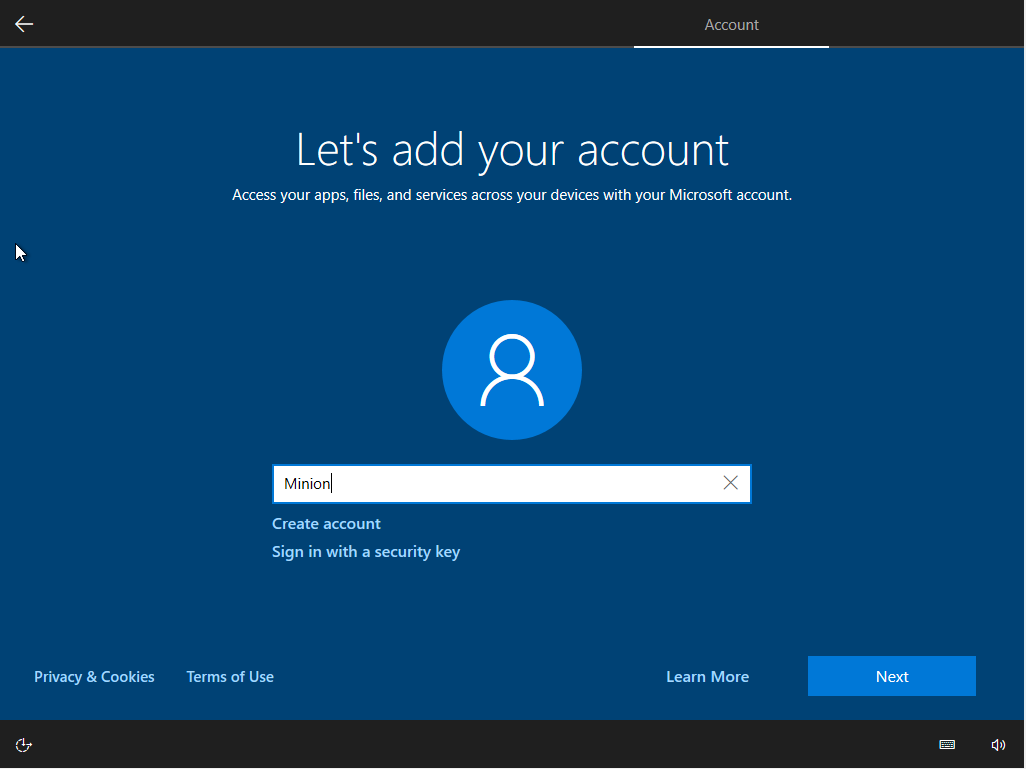 Account
Let's add your account
Access your apps, files, and services across your devices with your Microsoft account.
Minion
Create account
Sign in with a security key
Privacy & Cookies
Terms of Use
Learn More
Next